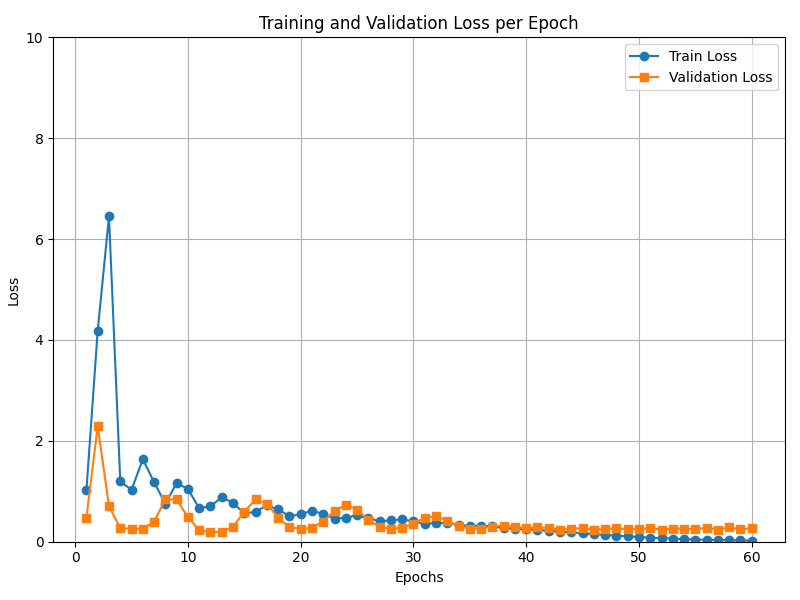 Training and Validation Loss per Epoch
Train Loss
Validation Loss
10
8
6
4
2
0
Loss
0 10 20 30 40 50 60
Epochs